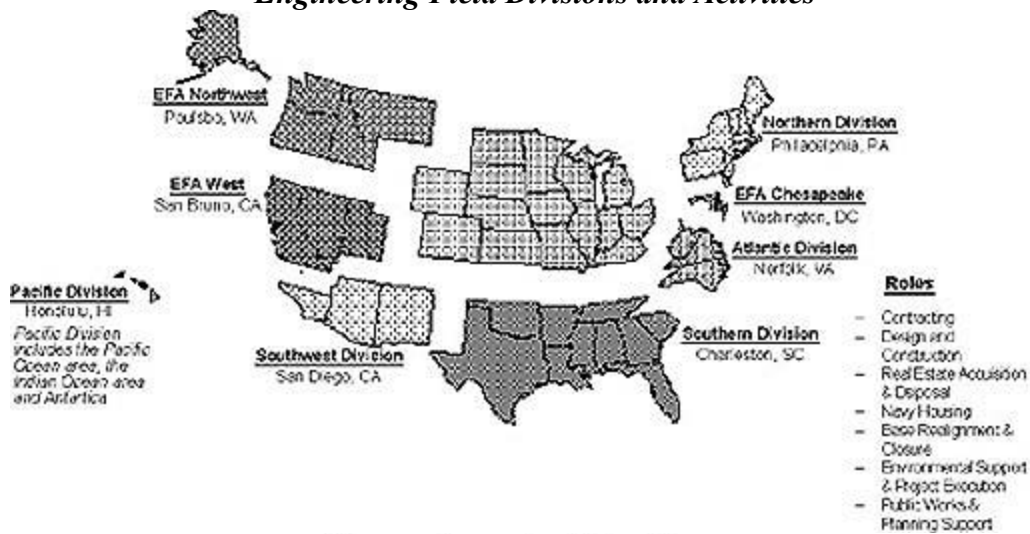 Engineering Field Divisions and Activities
EFA Northwest
Poulsbo, WA
EFA West
San Bruno, CA
Pacific Division
Honolulu, HI
Pacific Division
includes the Pacific
Ocean area, the
Indian Ocean area
and Antartica
Southwest Division
San Diego, CA
Northern Division
Philadelphia, PA
EFA Chesapeake
Washington, DC
Atlantic Division
Norfolk, VA
Southern Division
Charleston, SC
Roles
– Contracting
– Design and
Construction
– Real Estate Acquisition
& Disposal
– Navy Housing
– Base Realignment &
Closure
– Environmental Support
& Project Execution
– Public Works &
Planning Support